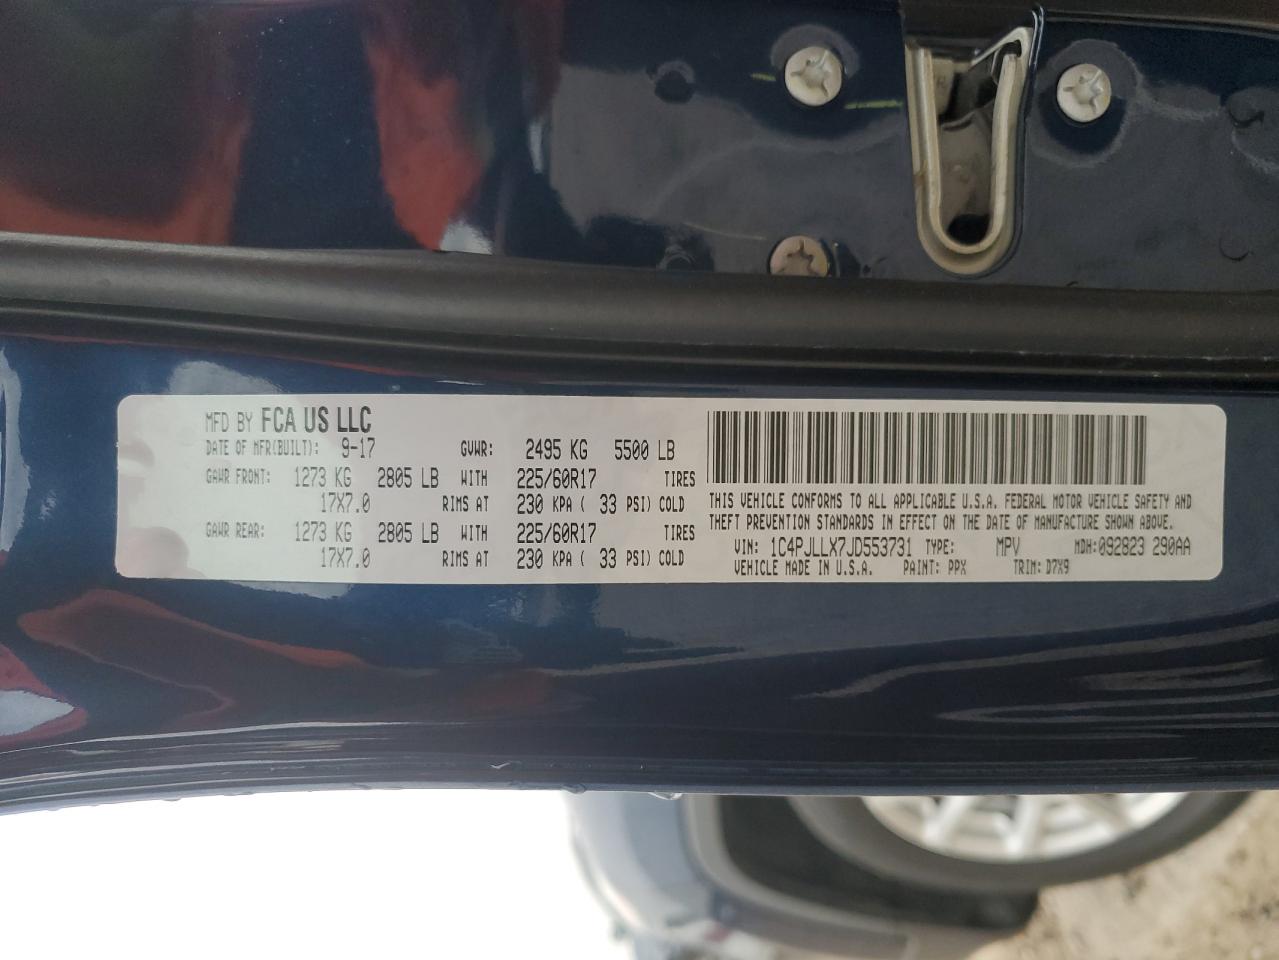 MFD BY FCA US LLC
DATE OF MFR(BUILT): 9-17 GVWR: 2495 KG 5500 LB
GAWR FRONT: 1273 KG 2805 LB WITH 225/60R17 TIRES
17X7.0 RIMS AT 230 KPA ( 33 PSI) COLD
GAWR REAR: 1273 KG 2805 LB WITH 225/60R17 TIRES
17X7.0 RIMS AT 230 KPA ( 33 PSI) COLD
THIS VEHICLE CONFORMS TO ALL APPLICABLE U.S.A. FEDERAL MOTOR VEHICLE SAFETY AND
THEFT PREVENTION STANDARDS IN EFFECT ON THE DATE OF MANUFACTURE SHOWN ABOVE.
VIN: 1C4PJLLX7JD553731 TYPE: MPV MDH:092823 290AA
VEHICLE MADE IN U.S.A. PAINT: PPX TRIM: D7X9